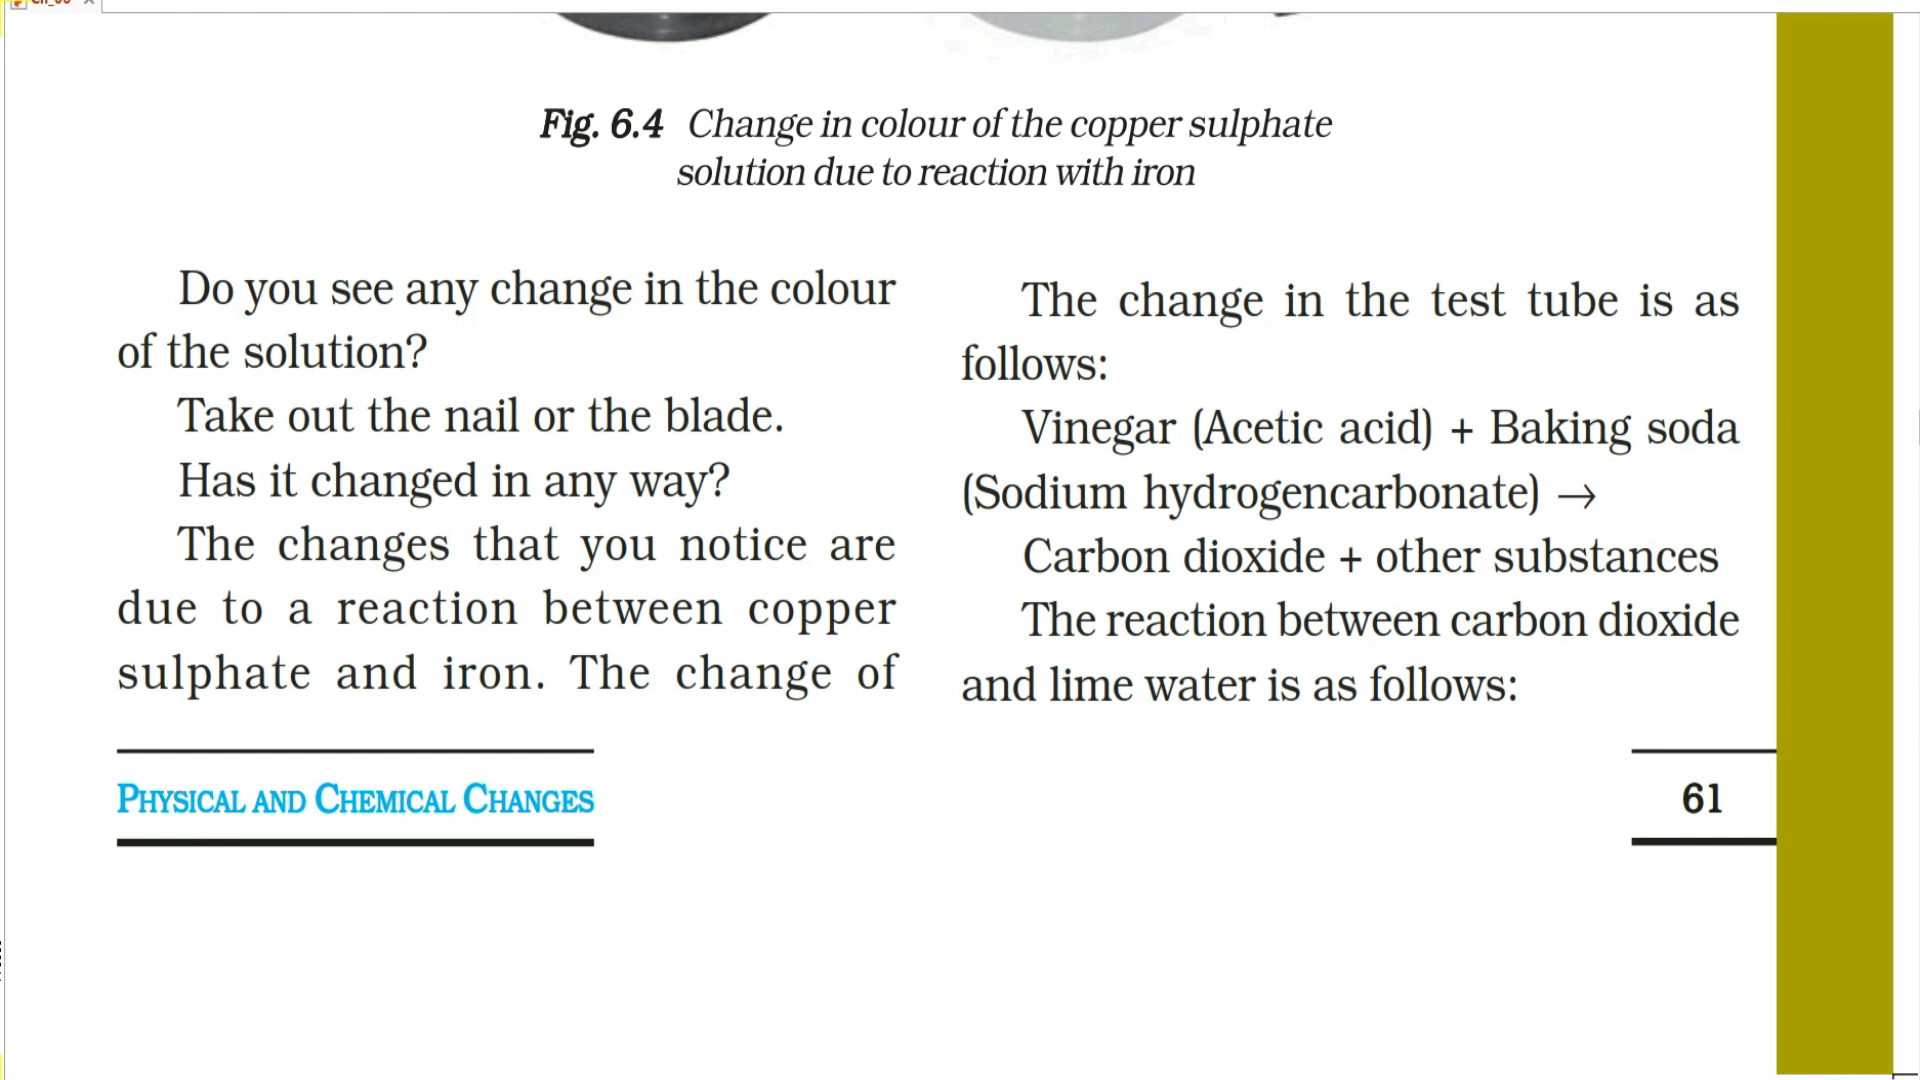 Fig. 6.4 Change in colour of the copper sulphate
solution due to reaction with iron
Do you see any change in the colour
of the solution?
Take out the nail or the blade.
Has it changed in any way?
The changes that you notice are
due to a reaction between copper
sulphate and iron. The change of
The change in the test tube is as
follows:
Vinegar (Acetic acid) + Baking soda
(Sodium hydrogencarbonate) →
Carbon dioxide + other substances
The reaction between carbon dioxide
and lime water is as follows:
PHYSICAL AND CHEMICAL CHANGES
61